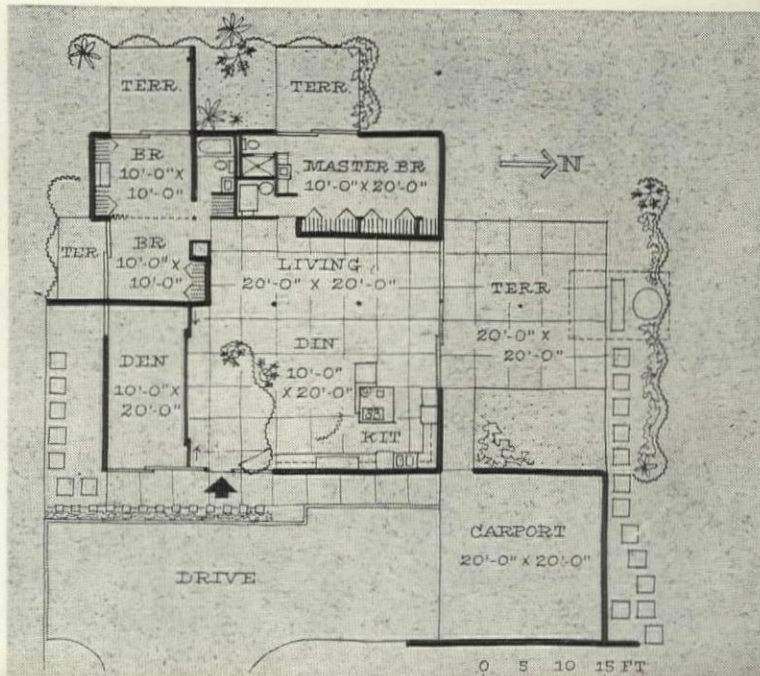 TERR.
TERR.
BR
10'-0" X
10'-0"
MASTER BR
10'-0" X 20'-0"
N
TER
BR
10'-0" X
10'-0"
LIVING
20'-0" X 20'-0"
TERR
20'-0" X
20'-0"
DEN
10'-0" X
20'-0"
DIN
10'-0"
X 20'-0"
KIT
CARPORT
20'-0" X 20'-0"
DRIVE
0 5 10 15 FT